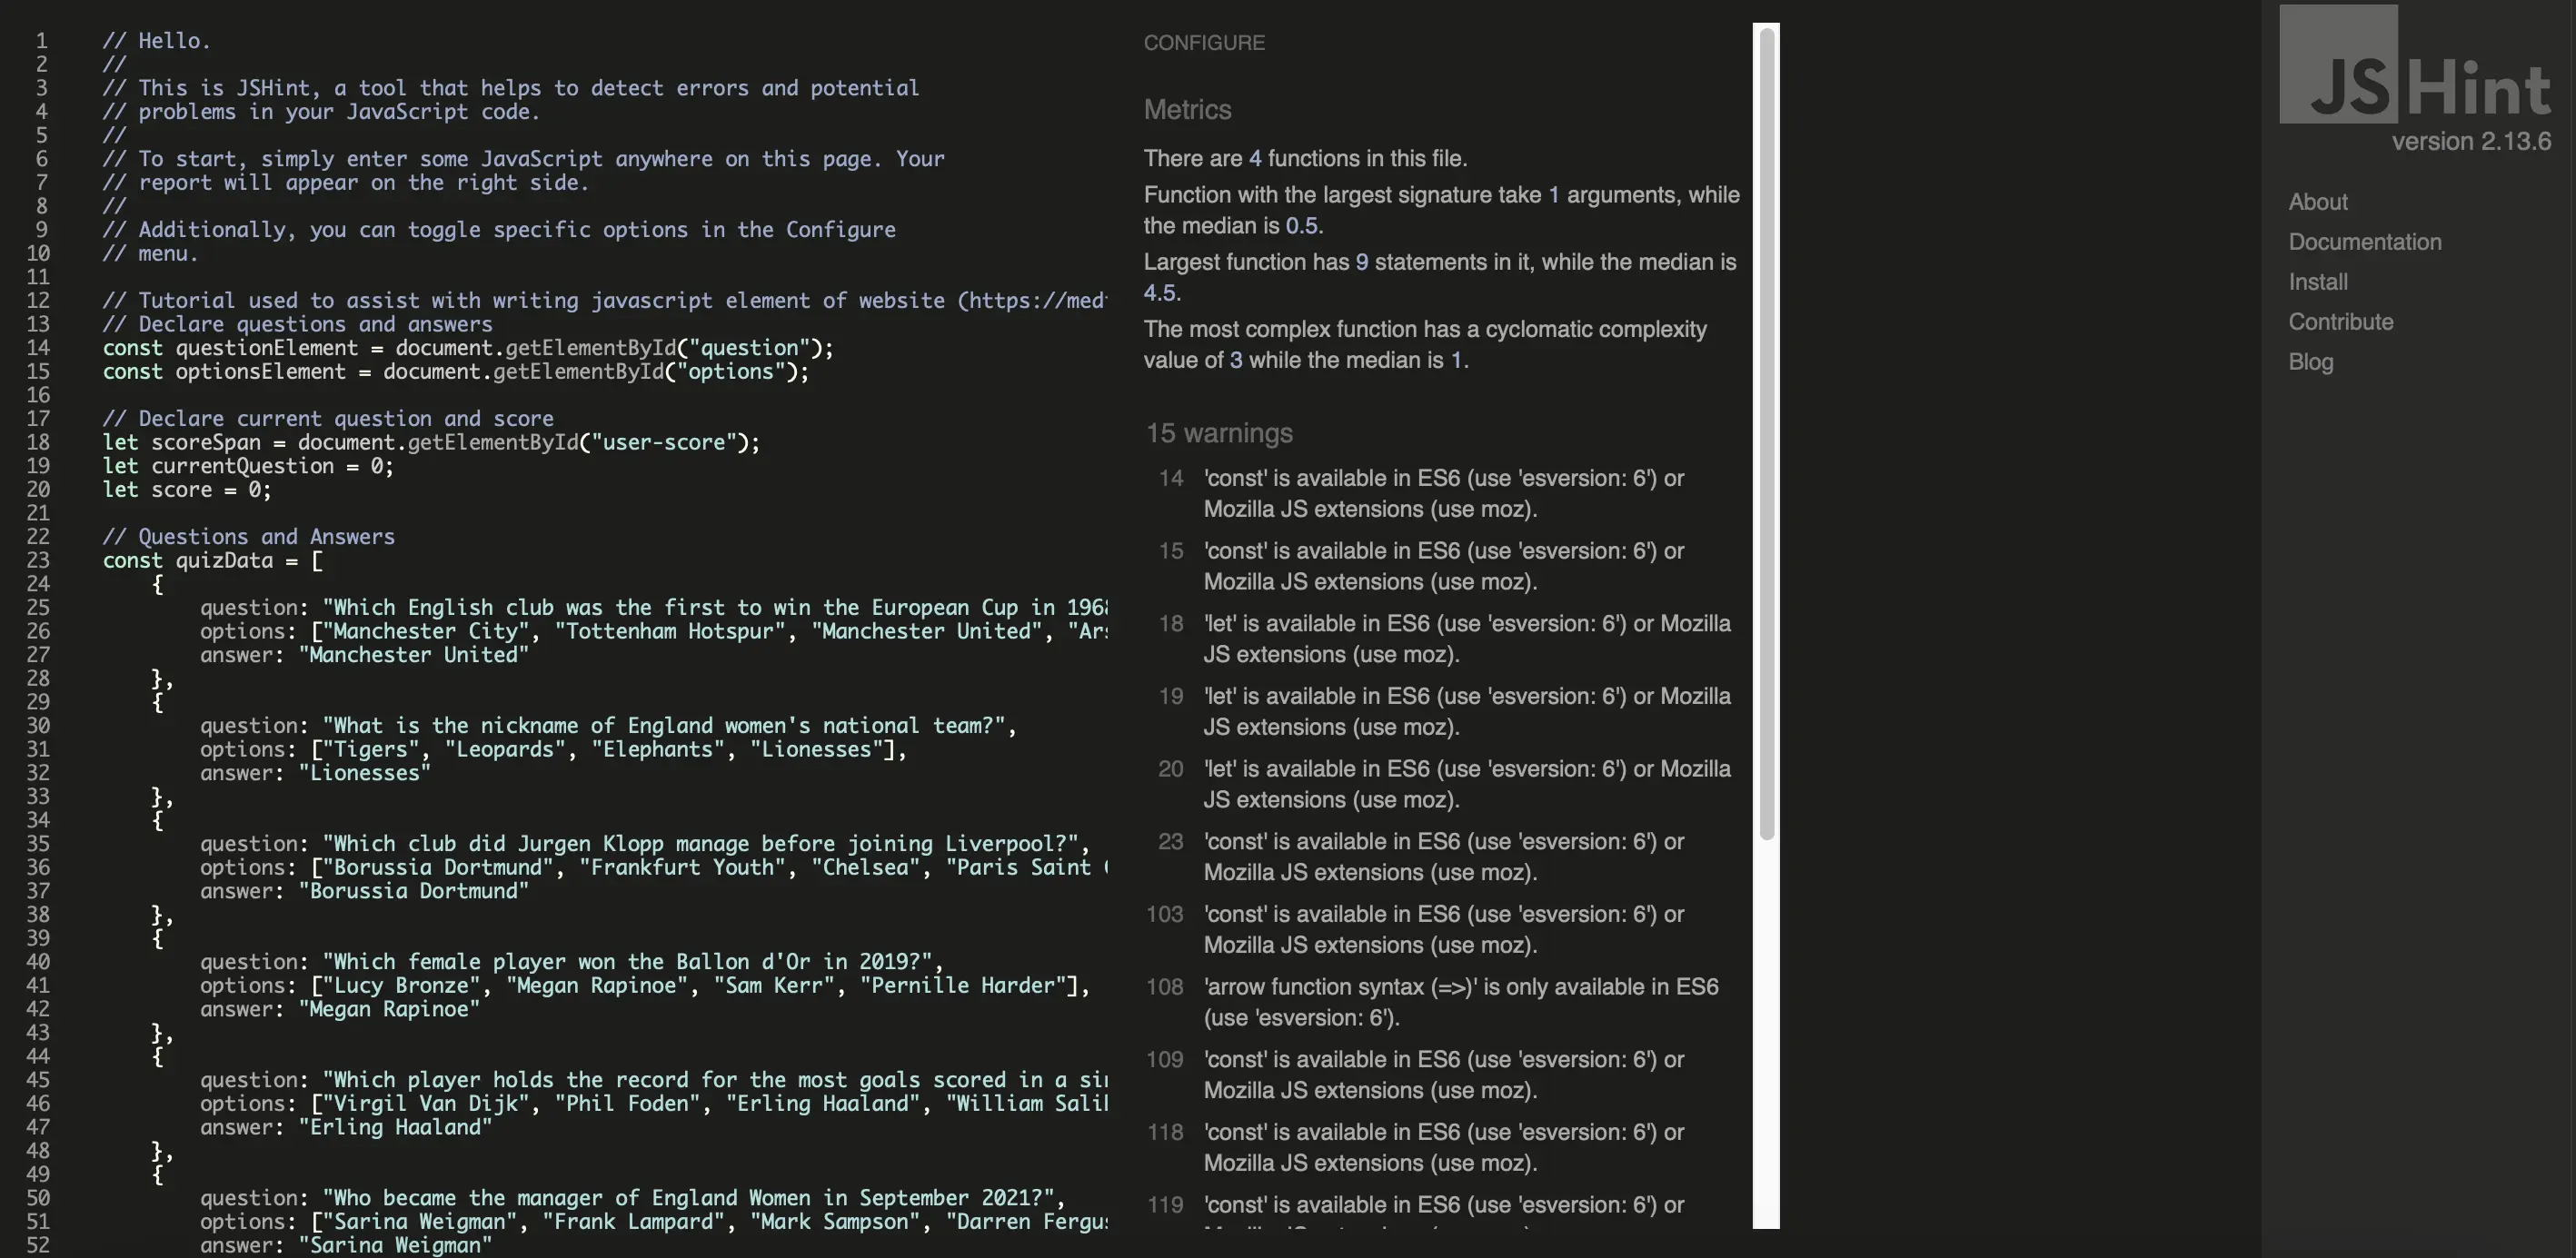 1 // Hello.
2 //
3 // This is JSHint, a tool that helps to detect errors and potential
4 // problems in your JavaScript code.
5 //
6 // To start, simply enter some JavaScript anywhere on this page. Your
7 // report will appear on the right side.
8 //
9 // Additionally, you can toggle specific options in the Configure
10 // menu.
11
12 // Tutorial used to assist with writing javascript element of website (https://med
13 // Declare questions and answers
14 const questionElement = document.getElementById("question");
15 const optionsElement = document.getElementById("options");
16
17 // Declare current question and score
18 let scoreSpan = document.getElementById("user-score");
19 let currentQuestion = 0;
20 let score = 0;
21
22 // Questions and Answers
23 const quizData = [
24 {
25 question: "Which English club was the first to win the European Cup in 196
26 options: ["Manchester City", "Tottenham Hotspur", "Manchester United", "Ar
27 answer: "Manchester United"
28 },
29 {
30 question: "What is the nickname of England women's national team?",
31 options: ["Tigers", "Leopards", "Elephants", "Lionesses"],
32 answer: "Lionesses"
33 },
34 {
35 question: "Which club did Jurgen Klopp manage before joining Liverpool?",
36 options: ["Borussia Dortmund", "Frankfurt Youth", "Chelsea", "Paris Saint
37 answer: "Borussia Dortmund"
38 },
39 {
40 question: "Which female player won the Ballon d'Or in 2019?",
41 options: ["Lucy Bronze", "Megan Rapinoe", "Sam Kerr", "Pernille Harder"],
42 answer: "Megan Rapinoe"
43 },
44 {
45 question: "Which player holds the record for the most goals scored in a si
46 options: ["Virgil Van Dijk", "Phil Foden", "Erling Haaland", "William Sali
47 answer: "Erling Haaland"
48 },
49 {
50 question: "Who became the manager of England Women in September 2021?",
51 options: ["Sarina Weigman", "Frank Lampard", "Mark Sampson", "Darren Fergu
52 answer: "Sarina Weigman"
CONFIGURE
Metrics
There are 4 functions in this file.
Function with the largest signature take 1 arguments, while
the median is 0.5.
Largest function has 9 statements in it, while the median is
4.5.
The most complex function has a cyclomatic complexity
value of 3 while the median is 1.
15 warnings
14 'const' is available in ES6 (use 'esversion: 6') or
Mozilla JS extensions (use moz).
15 'const' is available in ES6 (use 'esversion: 6') or
Mozilla JS extensions (use moz).
18 'let' is available in ES6 (use 'esversion: 6') or Mozilla
JS extensions (use moz).
19 'let' is available in ES6 (use 'esversion: 6') or Mozilla
JS extensions (use moz).
20 'let' is available in ES6 (use 'esversion: 6') or Mozilla
JS extensions (use moz).
23 'const' is available in ES6 (use 'esversion: 6') or
Mozilla JS extensions (use moz).
103 'const' is available in ES6 (use 'esversion: 6') or
Mozilla JS extensions (use moz).
108 'arrow function syntax (=>)' is only available in ES6
(use 'esversion: 6').
109 'const' is available in ES6 (use 'esversion: 6') or
Mozilla JS extensions (use moz).
118 'const' is available in ES6 (use 'esversion: 6') or
Mozilla JS extensions (use moz).
119 'const' is available in ES6 (use 'esversion: 6') or
JSHint
version 2.13.6
About
Documentation
Install
Contribute
Blog